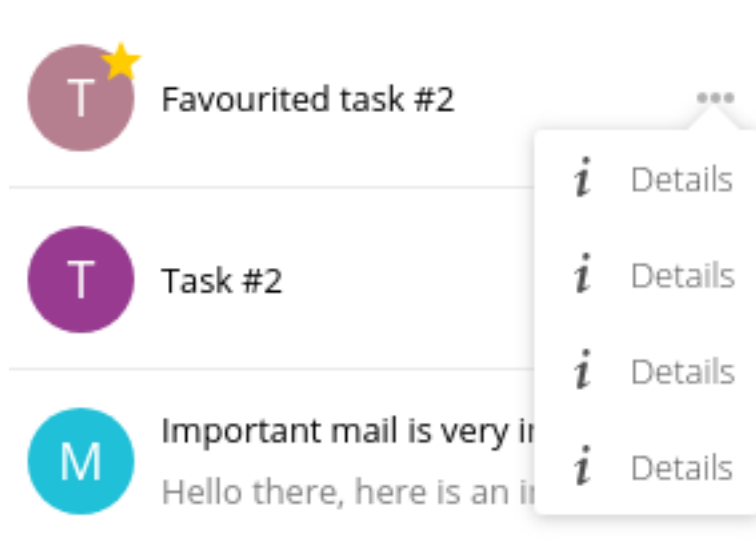 T
Favourited task #2
i Details
i Details
T
Task #2
i Details
M
Important mail is very
i Details
Hello there, here is an